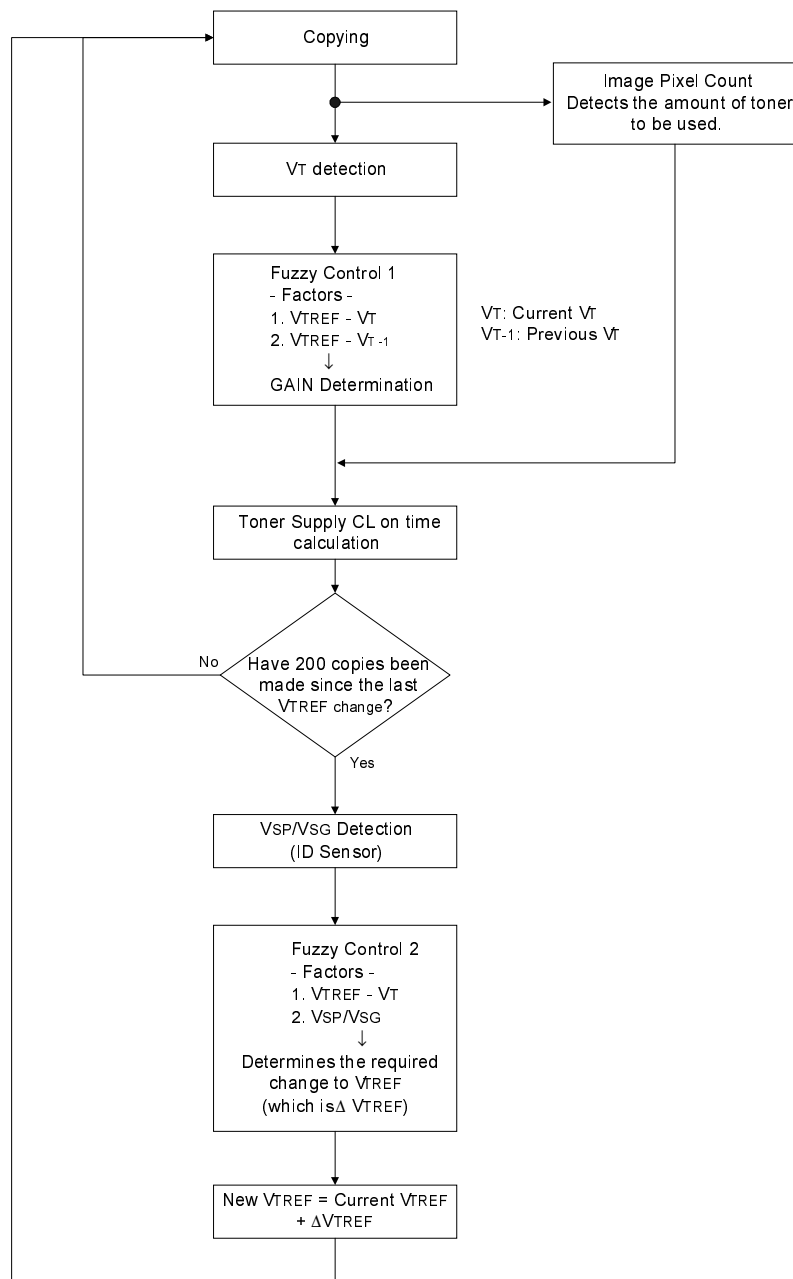 Copying
Image Pixel Count
Detects the amount of toner
to be used.
VT detection
Fuzzy Control 1
- Factors -
1. VTREF - VT
2. VTREF - VT -1
↓
GAIN Determination
VT: Current VT
VT-1: Previous VT
Toner Supply CL on time
calculation
No
Have 200 copies been
made since the last
VTREF change?
Yes
VSP/VSG Detection
(ID Sensor)
Fuzzy Control 2
- Factors -
1. VTREF - VT
2. VSP/VSG
↓
Determines the required
change to VTREF
(which is Δ VTREF)
New VTREF = Current VTREF
+ ΔVTREF